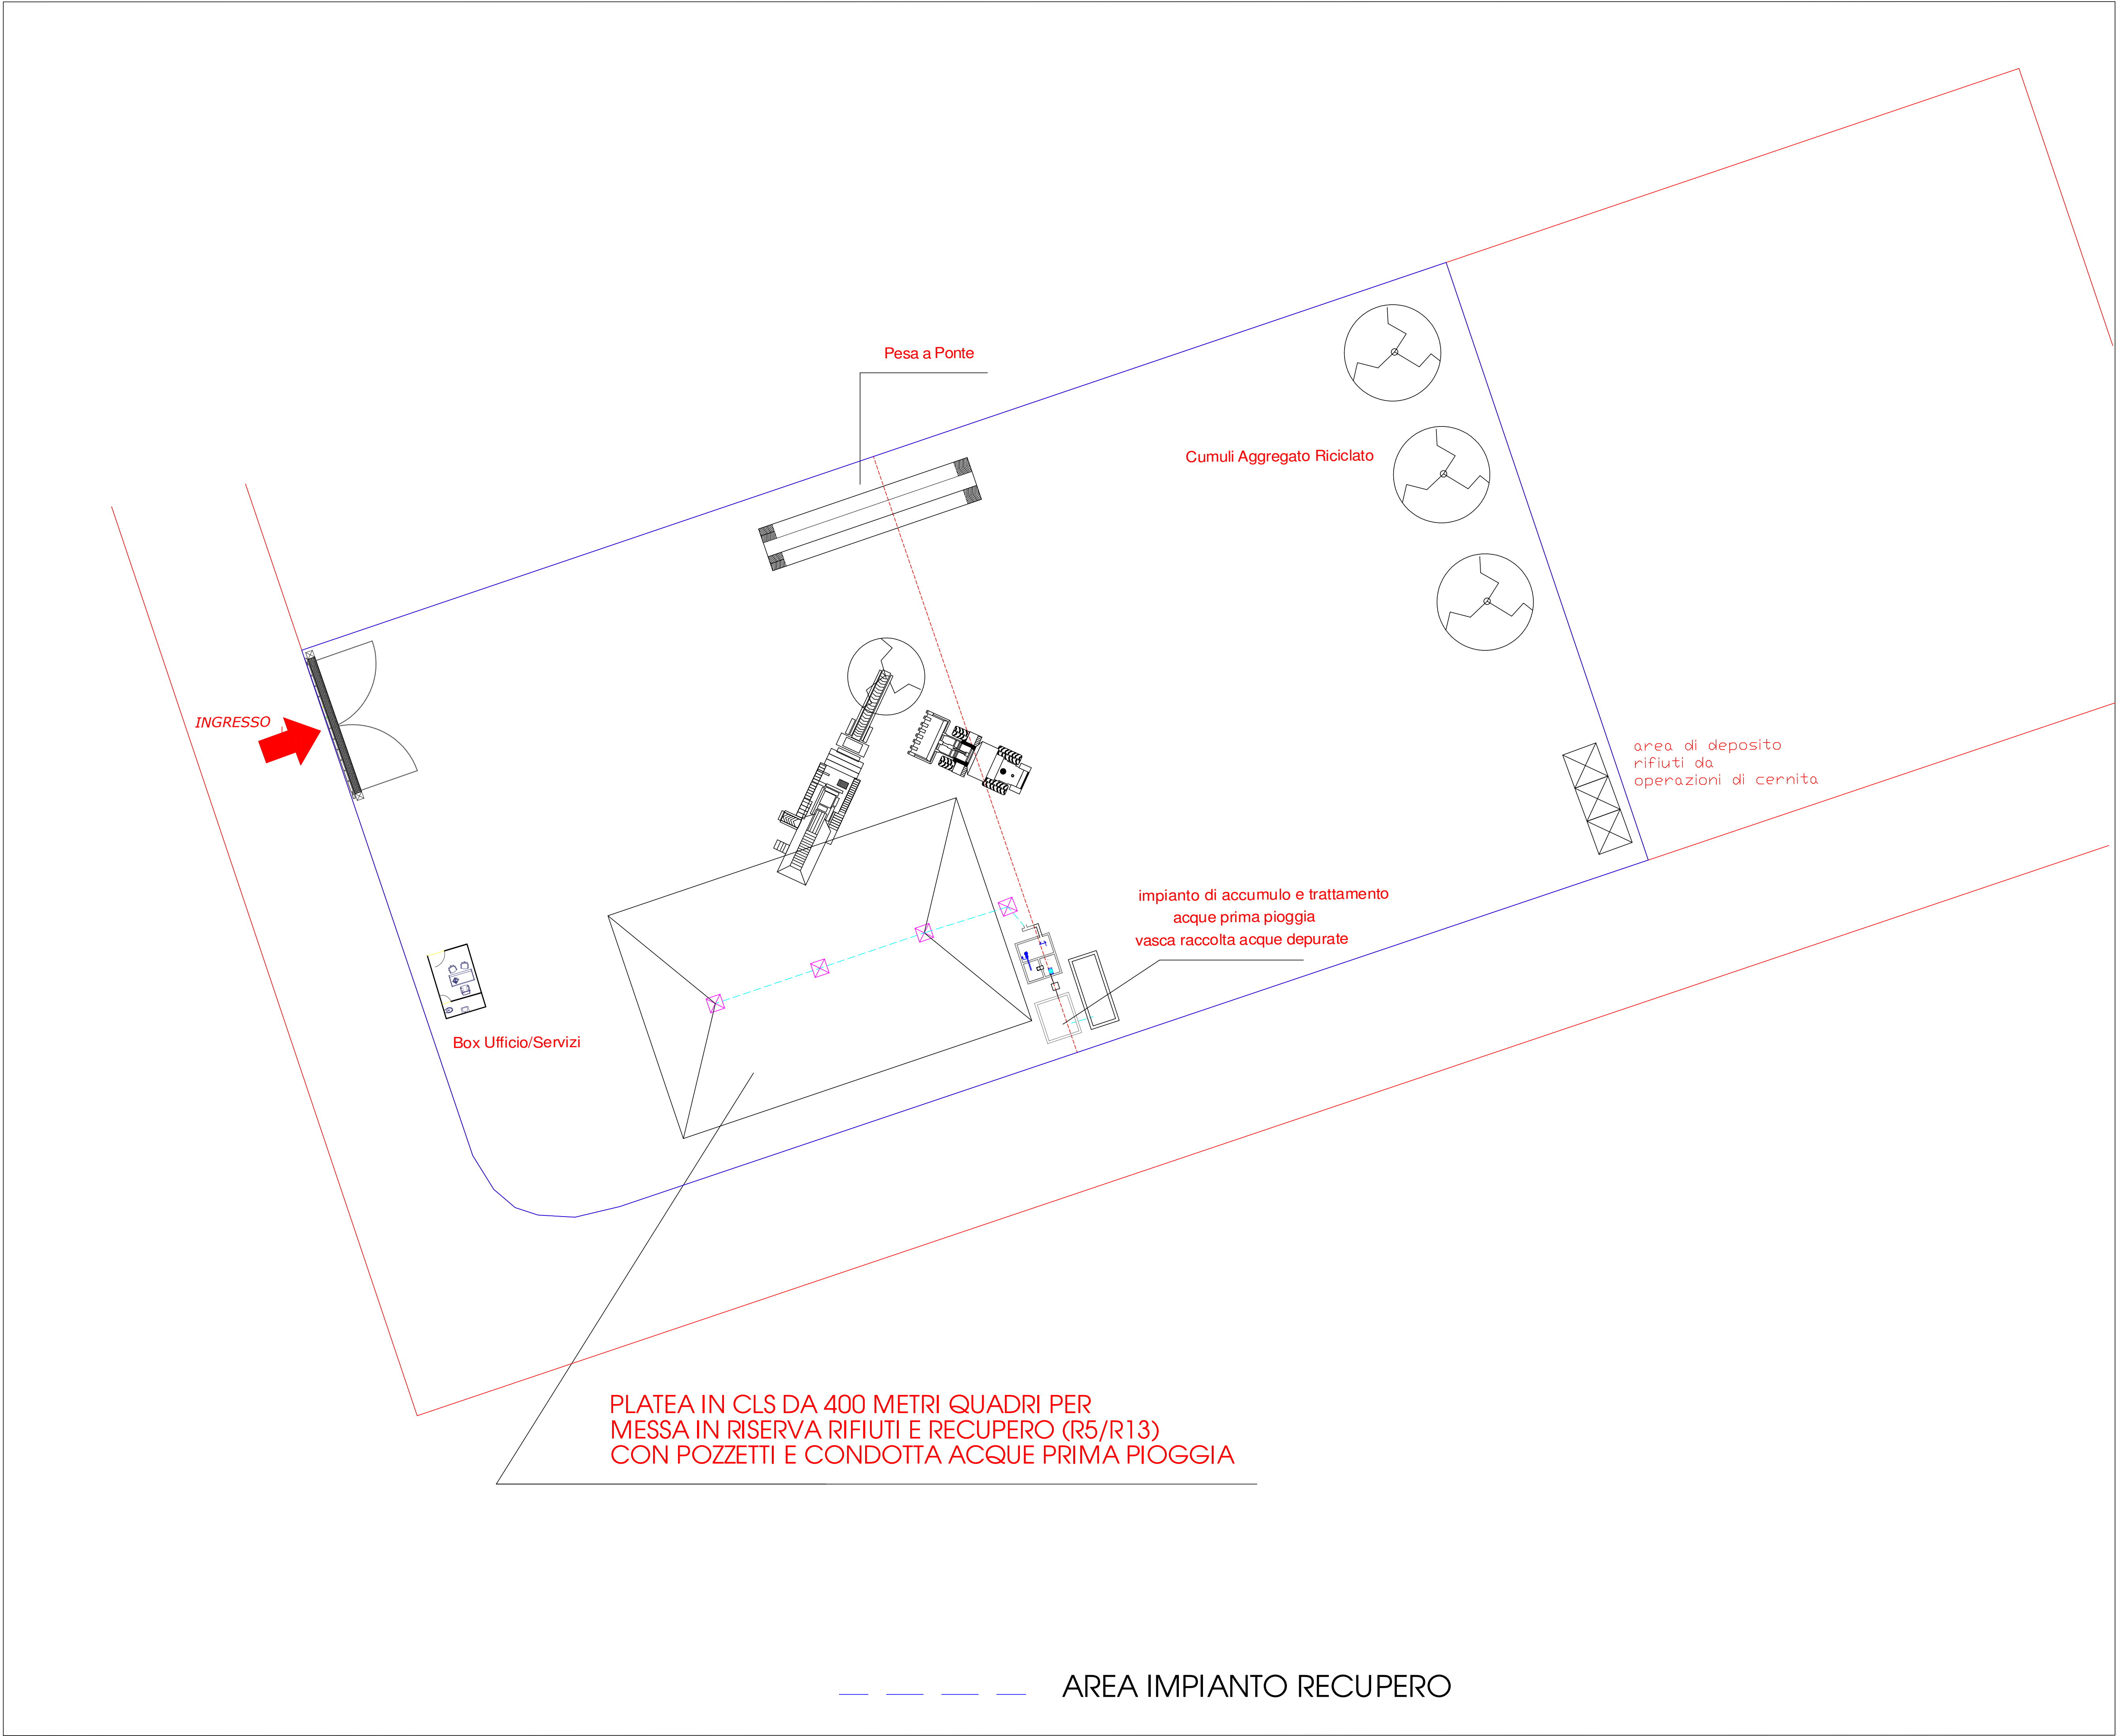 Pesa a Ponte
Cumuli Aggregato Riciclato
INGRESSO
area di deposito
rifiuti da
operazioni di cernita
impianto di accumulo e trattamento
acque prima pioggia
vasca raccolta acque depurate
Box Ufficio/Servizi
PLATEA IN CLS DA 400 METRI QUADRI PER
MESSA IN RISERVA RIFIUTI E RECUPERO (R5/R13)
CON POZZETTI E CONDOTTA ACQUE PRIMA PIOGGIA
AREA IMPIANTO RECUPERO